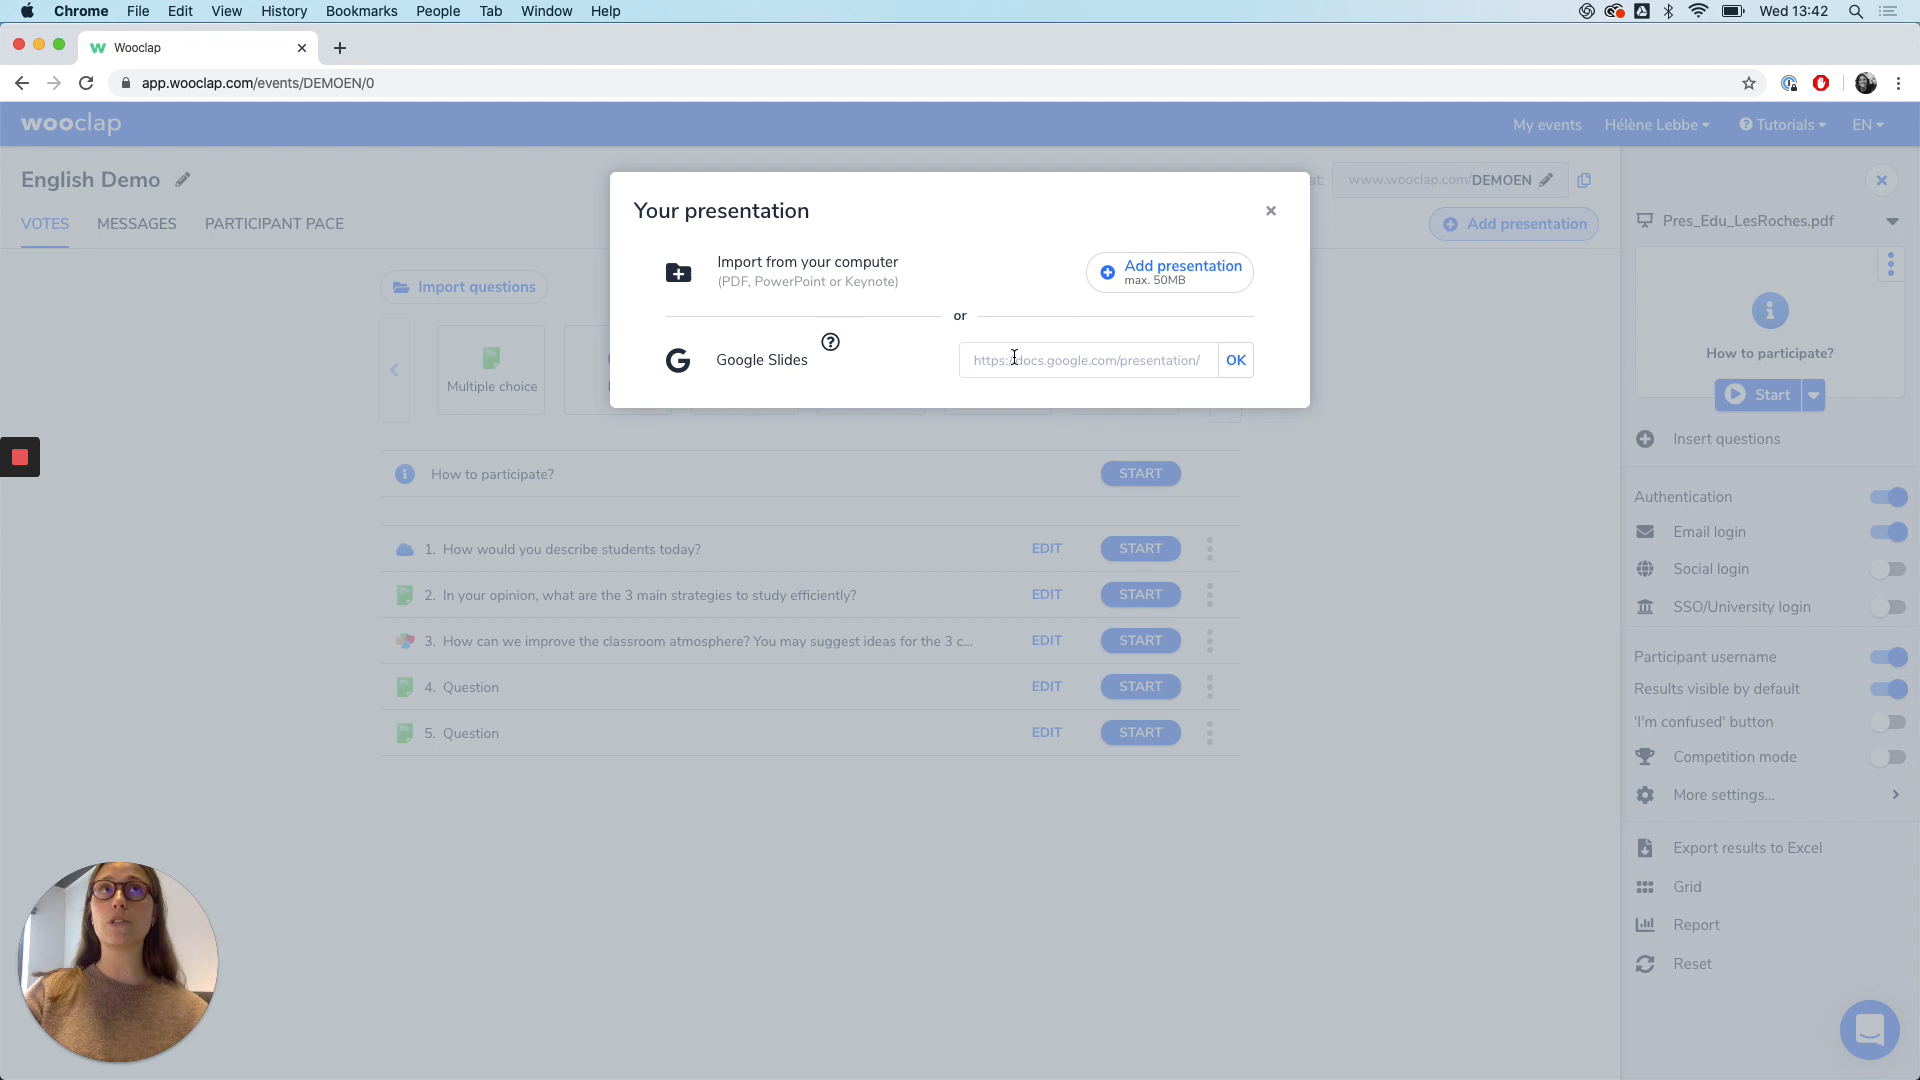 Chrome File Edit View History Bookmarks People Tab Window Help Wed 13:42
Wooclap
app.wooclap.com/events/DEMOEN/0
wooclap My events Hélène Lebbe Tutorials EN
English Demo at: www.wooclap.com/DEMOEN
VOTES MESSAGES PARTICIPANT PACE Add presentation
Your presentation
Import from your computer
(PDF, PowerPoint or Keynote)
Add presentation
max. 50MB
or
Google Slides
https://docs.google.com/presentation/ OK
Import questions
Multiple choice
How to participate? START
1. How would you describe students today? EDIT START
2. In your opinion, what are the 3 main strategies to study efficiently? EDIT START
3. How can we improve the classroom atmosphere? You may suggest ideas for the 3 c... EDIT START
4. Question EDIT START
5. Question EDIT START
Pres_Edu_LesRoches.pdf
How to participate?
Start
Insert questions
Authentication
Email login
Social login
SSO/University login
Participant username
Results visible by default
'I'm confused' button
Competition mode
More settings...
Export results to Excel
Grid
Report
Reset